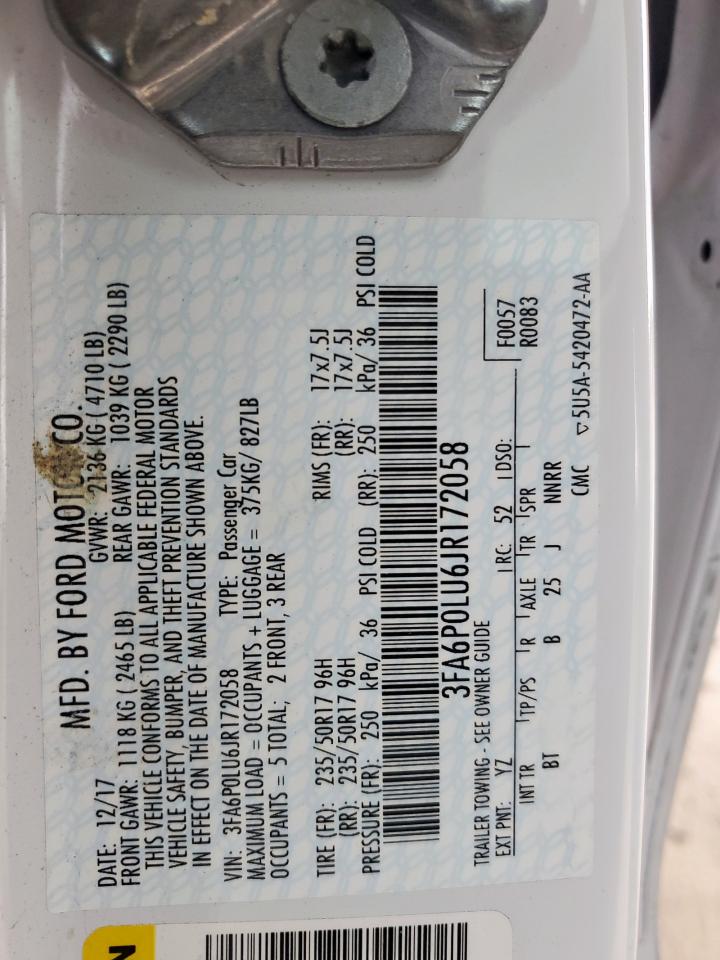 MFD. BY FORD MOTOR CO.
DATE: 12/17 GVWR: 2136 KG ( 4710 LB)
FRONT GAWR: 1118 KG ( 2465 LB) REAR GAWR: 1039 KG ( 2290 LB)
THIS VEHICLE CONFORMS TO ALL APPLICABLE FEDERAL MOTOR
VEHICLE SAFETY, BUMPER, AND THEFT PREVENTION STANDARDS
IN EFFECT ON THE DATE OF MANUFACTURE SHOWN ABOVE.
VIN: 3FA6P0LU6JR172058 TYPE: Passenger Car
MAXIMUM LOAD = OCCUPANTS + LUGGAGE = 375KG/ 827LB
OCCUPANTS = 5 TOTAL; 2 FRONT, 3 REAR
TIRE (FR): 235/50R17 96H RIMS (FR): 17x7.5J
(RR): 235/50R17 96H (RR): 17x7.5J
PRESSURE (FR): 250 kPa/ 36 PSI COLD (RR): 250 kPa/ 36 PSI COLD
3FA6P0LU6JR172058
F0057
R0083
TRAILER TOWING - SEE OWNER GUIDE
EXT PNT: YZ RC: 52 DSO:
INT TR TP/PS R AXLE TR SPR
BT B 25 J NNRR
CMC ▽5U5A-5420472-AA
N